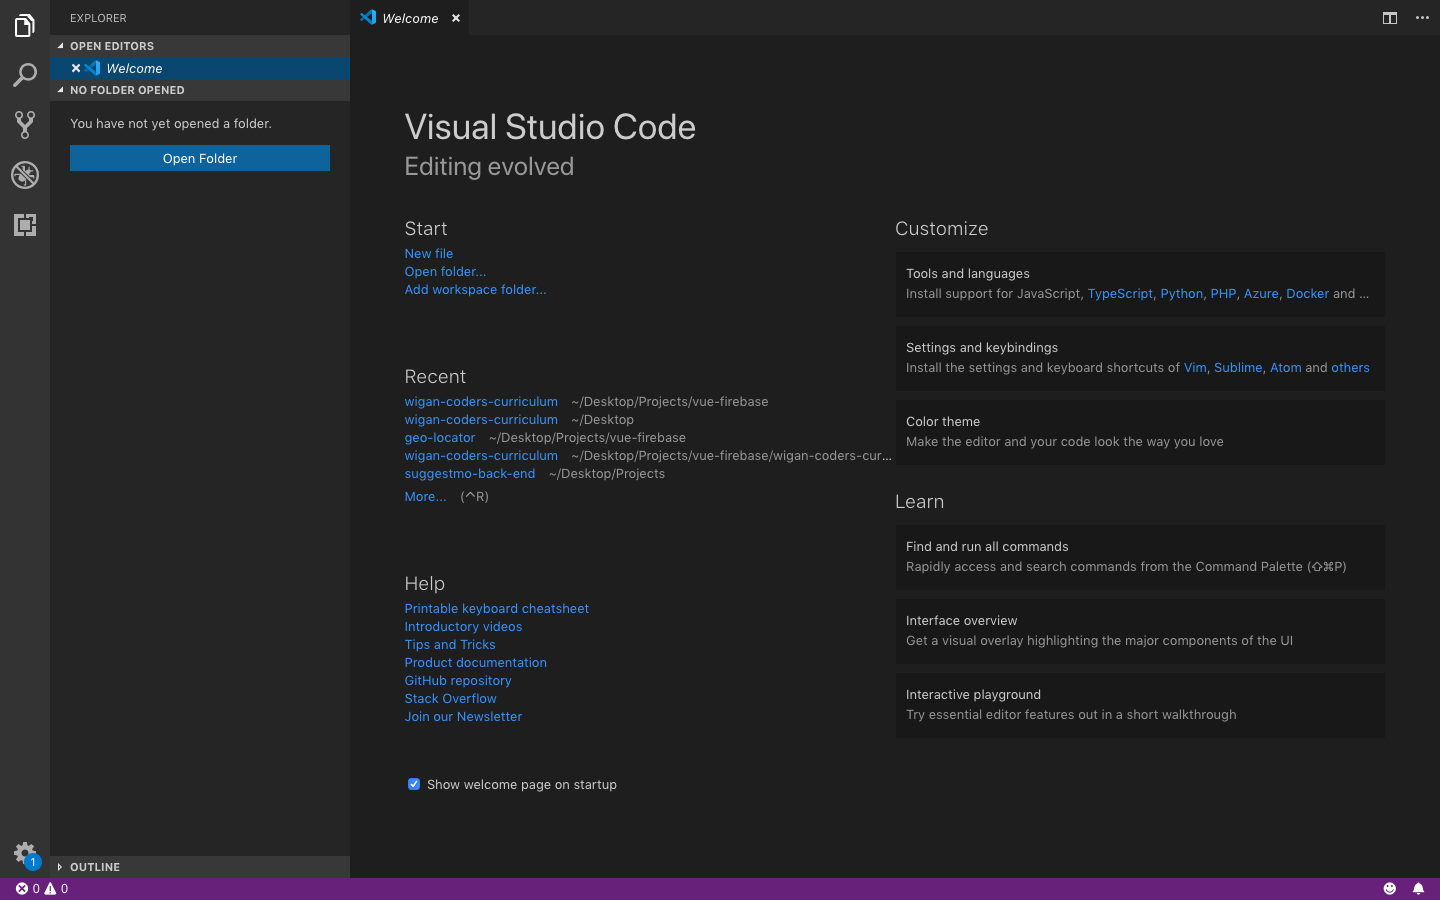 EXPLORER
OPEN EDITORS
Welcome
NO FOLDER OPENED
You have not yet opened a folder.
Open Folder
OUTLINE
1
Welcome
Visual Studio Code
Editing evolved
Start
New file
Open folder...
Add workspace folder...
Recent
wigan-coders-curriculum ~/Desktop/Projects/vue-firebase
wigan-coders-curriculum ~/Desktop
geo-locator ~/Desktop/Projects/vue-firebase
wigan-coders-curriculum ~/Desktop/Projects/vue-firebase/wigan-coders-cur...
suggestmo-back-end ~/Desktop/Projects
More... (^R)
Help
Printable keyboard cheatsheet
Introductory videos
Tips and Tricks
Product documentation
GitHub repository
Stack Overflow
Join our Newsletter
Show welcome page on startup
Customize
Tools and languages
Install support for JavaScript, TypeScript, Python, PHP, Azure, Docker and ...
Settings and keybindings
Install the settings and keyboard shortcuts of Vim, Sublime, Atom and others
Color theme
Make the editor and your code look the way you love
Learn
Find and run all commands
Rapidly access and search commands from the Command Palette (⇧⌘P)
Interface overview
Get a visual overlay highlighting the major components of the UI
Interactive playground
Try essential editor features out in a short walkthrough
0 0